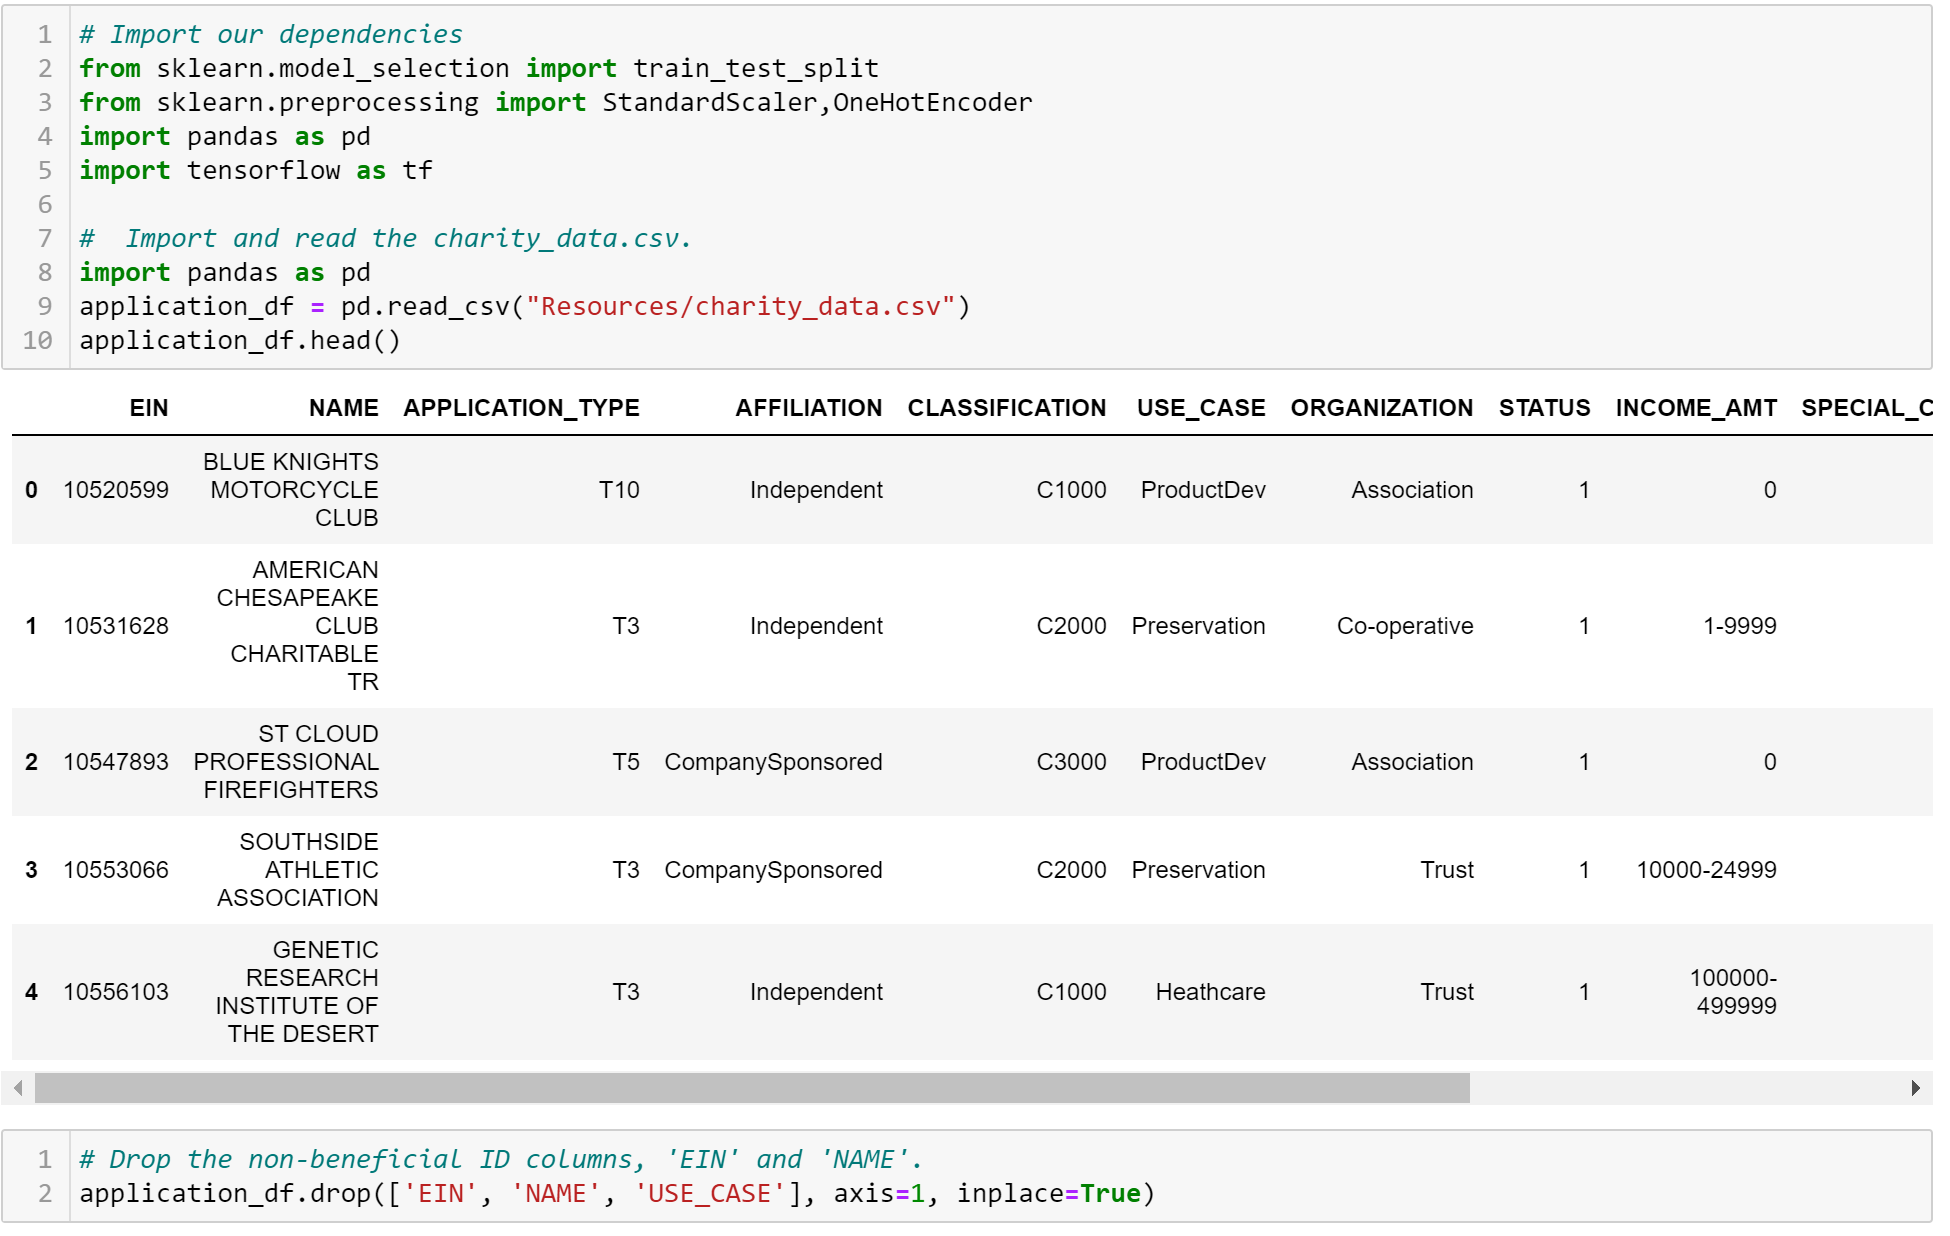 1 # Import our dependencies
2 from sklearn.model_selection import train_test_split
3 from sklearn.preprocessing import StandardScaler,OneHotEncoder
4 import pandas as pd
5 import tensorflow as tf
6
7 #  Import and read the charity_data.csv.
8 import pandas as pd
9 application_df = pd.read_csv("Resources/charity_data.csv")
10 application_df.head()
EIN NAME APPLICATION_TYPE AFFILIATION CLASSIFICATION USE_CASE ORGANIZATION STATUS INCOME_AMT SPECIAL_C
BLUE KNIGHTS
0 10520599 MOTORCYCLE T10 Independent C1000 ProductDev Association 1 0
CLUB
AMERICAN
CHESAPEAKE
1 10531628 CLUB T3 Independent C2000 Preservation Co-operative 1 1-9999
CHARITABLE
TR
ST CLOUD
2 10547893 PROFESSIONAL T5 CompanySponsored C3000 ProductDev Association 1 0
FIREFIGHTERS
SOUTHSIDE
3 10553066 ATHLETIC T3 CompanySponsored C2000 Preservation Trust 1 10000-24999
ASSOCIATION
GENETIC
RESEARCH 100000-
4 10556103 T3 Independent C1000 Heathcare Trust 1
INSTITUTE OF 499999
THE DESERT
1 # Drop the non-beneficial ID columns, 'EIN' and 'NAME'.
2 application_df.drop(['EIN', 'NAME', 'USE_CASE'], axis=1, inplace=True)